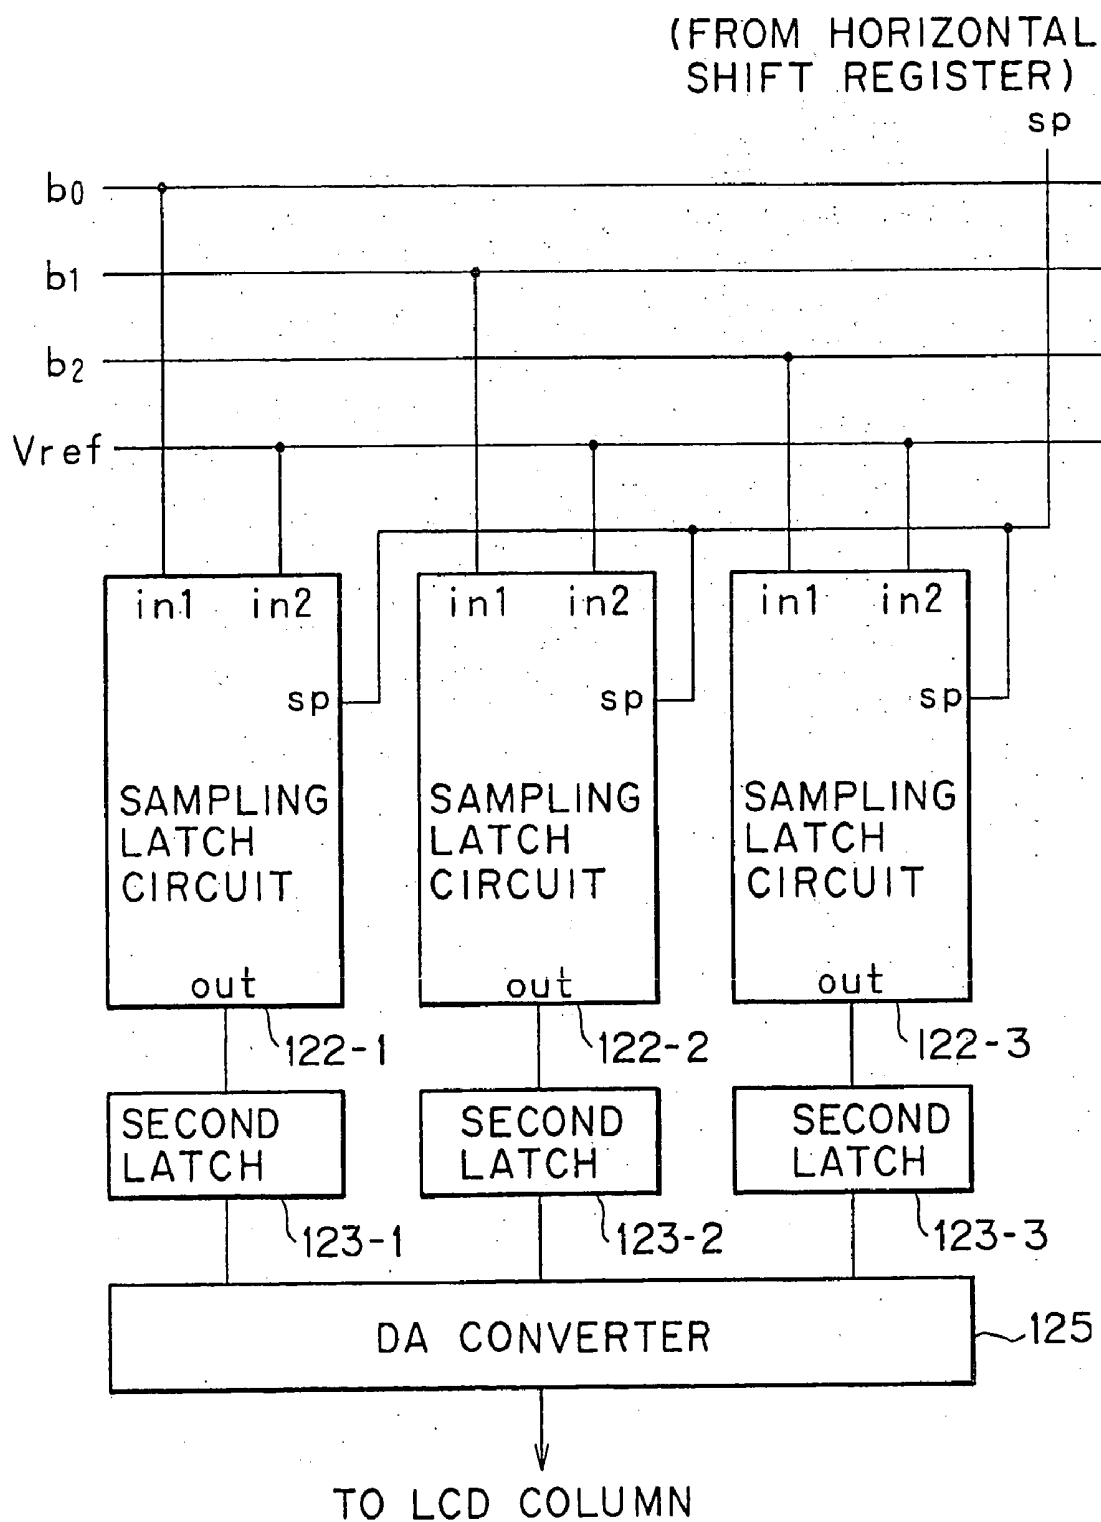 (FROM HORIZONTAL
SHIFT REGISTER)
sp
b0
b1
b2
Vref
in1 in2
in1 in2
in1 in2
sp
sp
sp
SAMPLING
LATCH
CIRCUIT
SAMPLING
LATCH
CIRCUIT
SAMPLING
LATCH
CIRCUIT
out
out
out
122-1
122-2
122-3
SECOND
LATCH
SECOND
LATCH
SECOND
LATCH
123-1
123-2
123-3
DA CONVERTER
125
TO LCD COLUMN